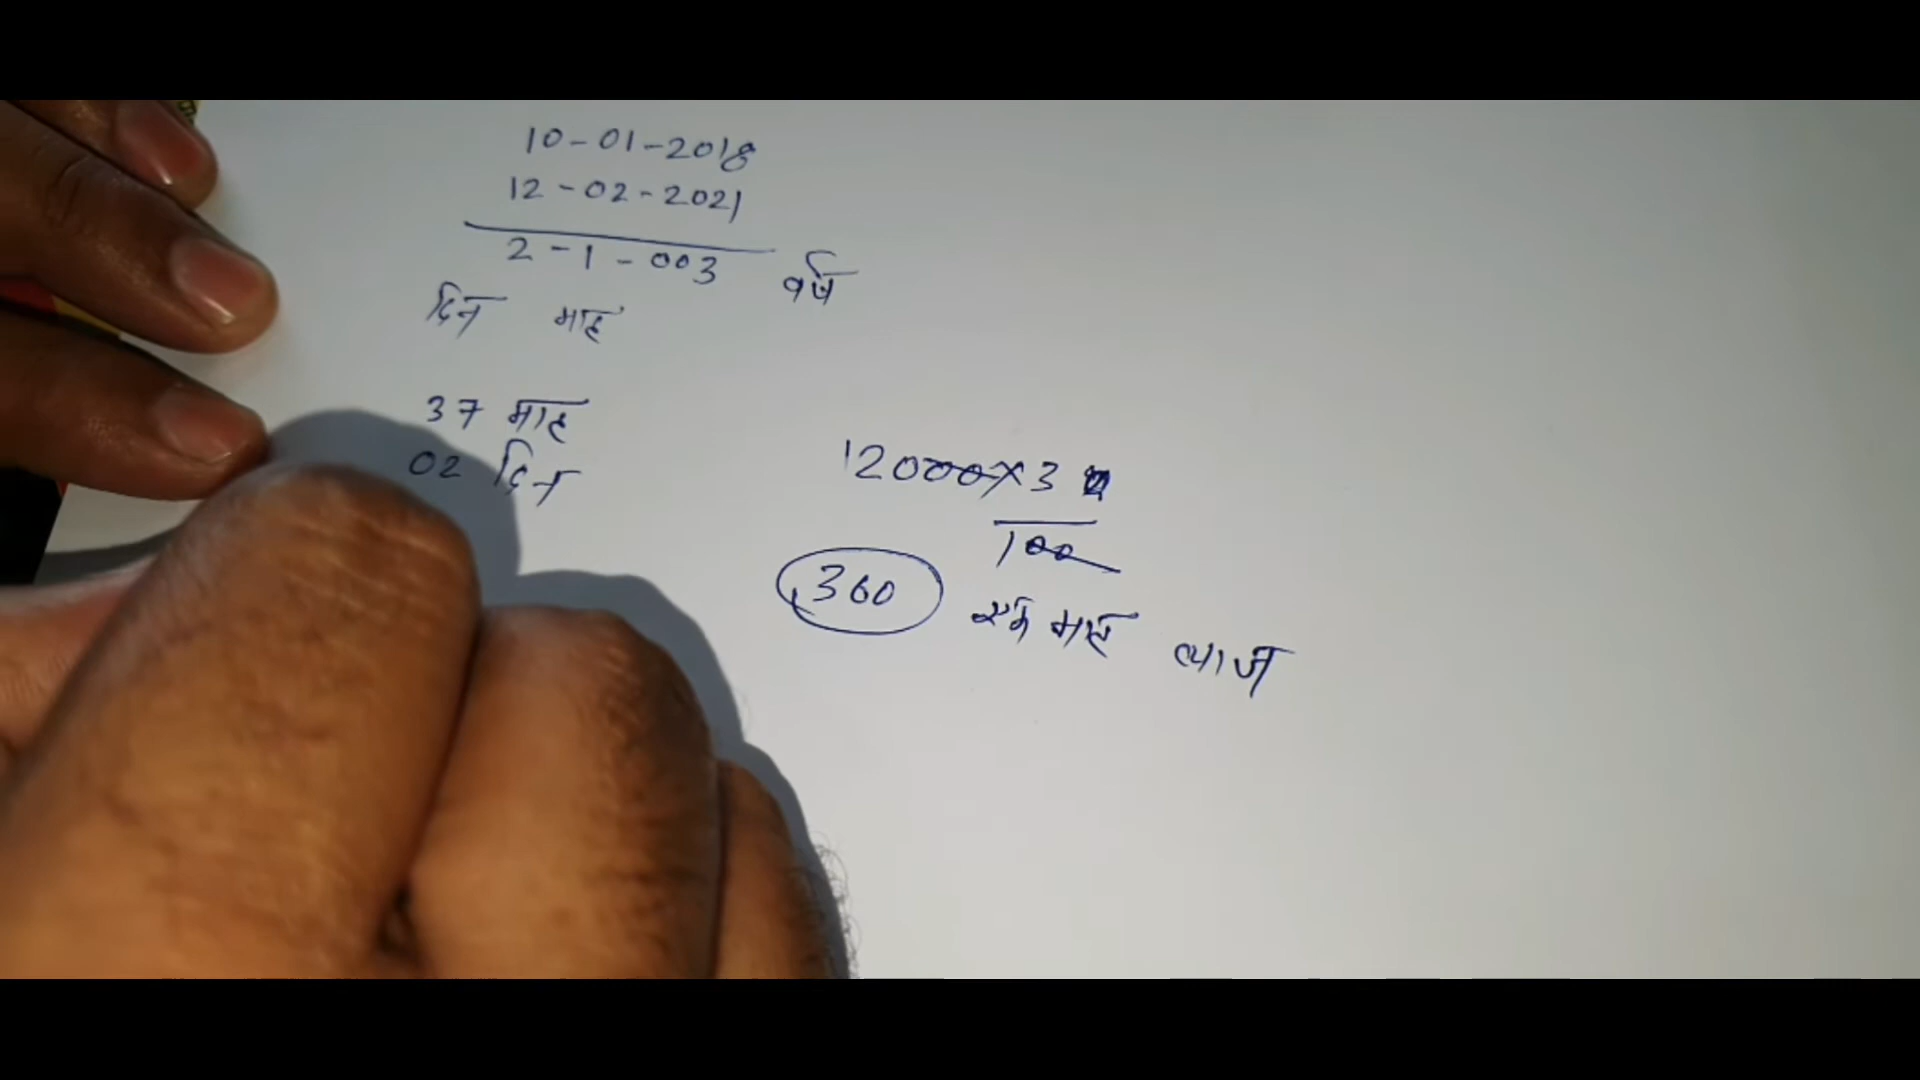 10-01-2018
12-02-2021
2-1-003 वर्ष
दिन माह
37 माह
02 दिन
12000×3
100
360 एक माह ब्याज